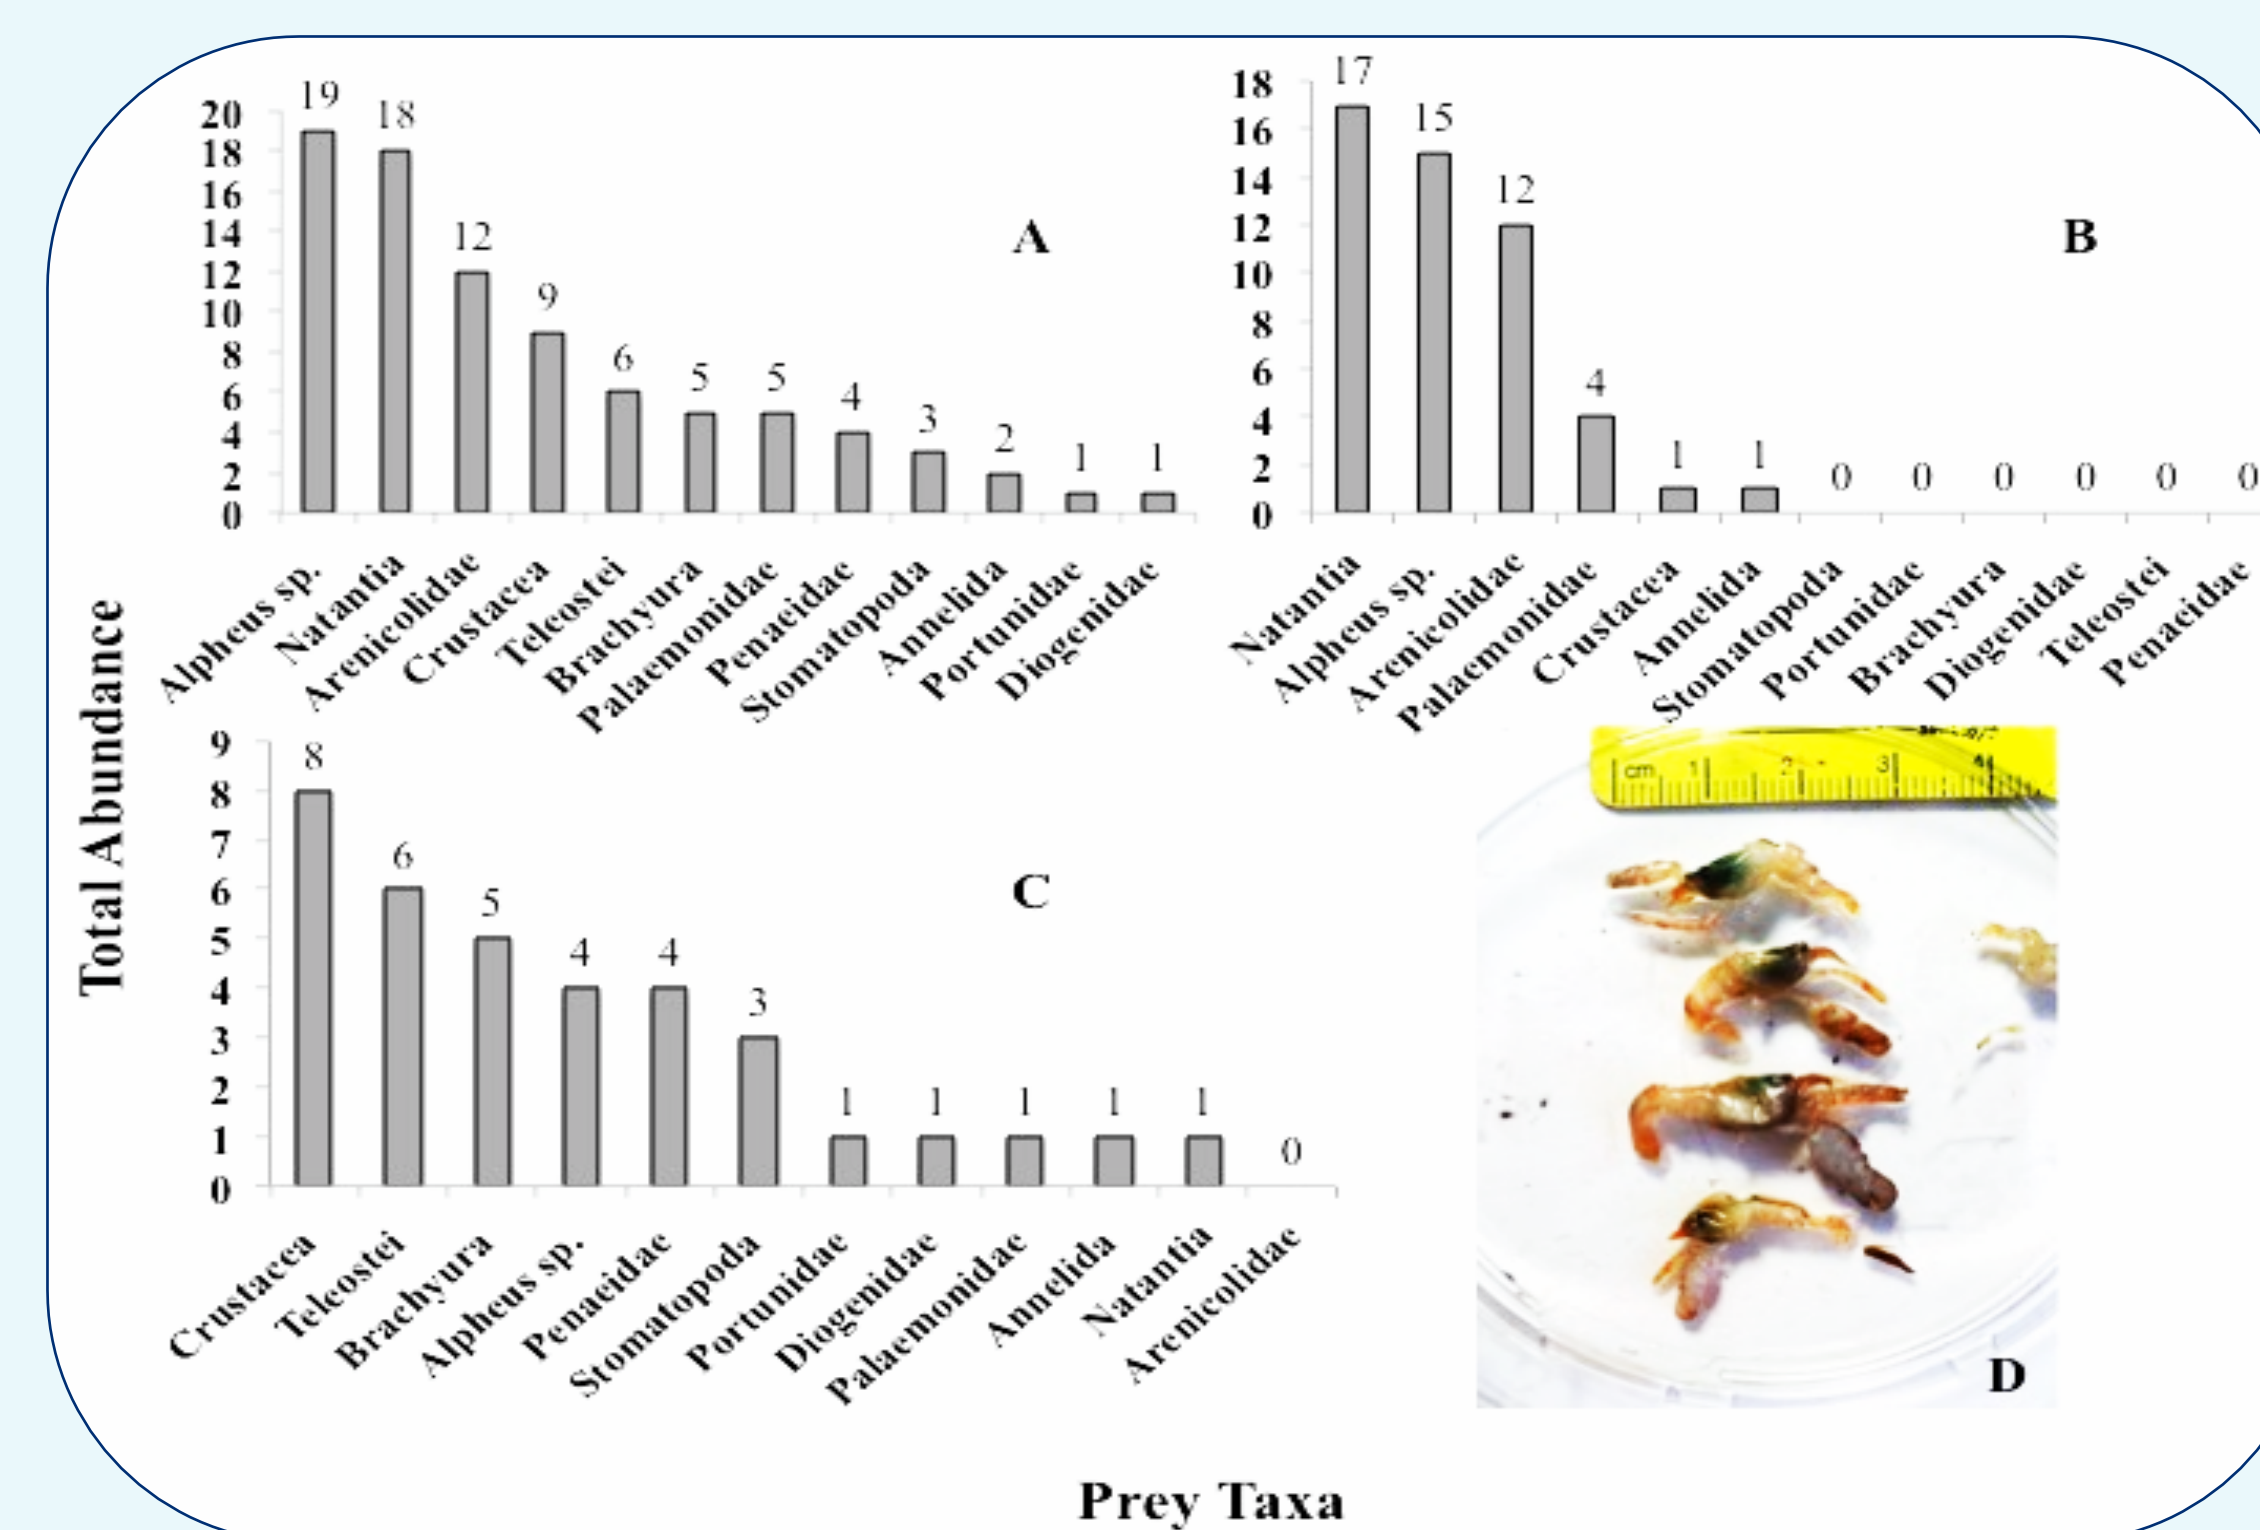 19
18
12
9
6
5
5
4
3
2
1
1
20
18
16
14
12
10
8
6
4
2
0
A
Alpheus sp.
Natantia
Arenicolidae
Crustacea
Teleostei
Brachyura
Palaemonidae
Penaeidae
Stomatopoda
Annelida
Portunidae
Diogenidae
17
15
12
4
1
1
0
0
0
0
0
0
18
16
14
12
10
8
6
4
2
0
B
Natantia
Alpheus sp.
Arenicolidae
Palaemonidae
Crustacea
Annelida
Stomatopoda
Portunidae
Brachyura
Diogenidae
Teleostei
Penaeidae
Total Abundance
8
6
5
4
4
3
1
1
1
1
1
0
9
8
7
6
5
4
3
2
1
0
C
Crustacea
Teleostei
Brachyura
Alpheus sp.
Penaeidae
Stomatopoda
Portunidae
Diogenidae
Palaemonidae
Annelida
Natantia
Arenicolidae
cm 1 2 3 4
D
Prey Taxa